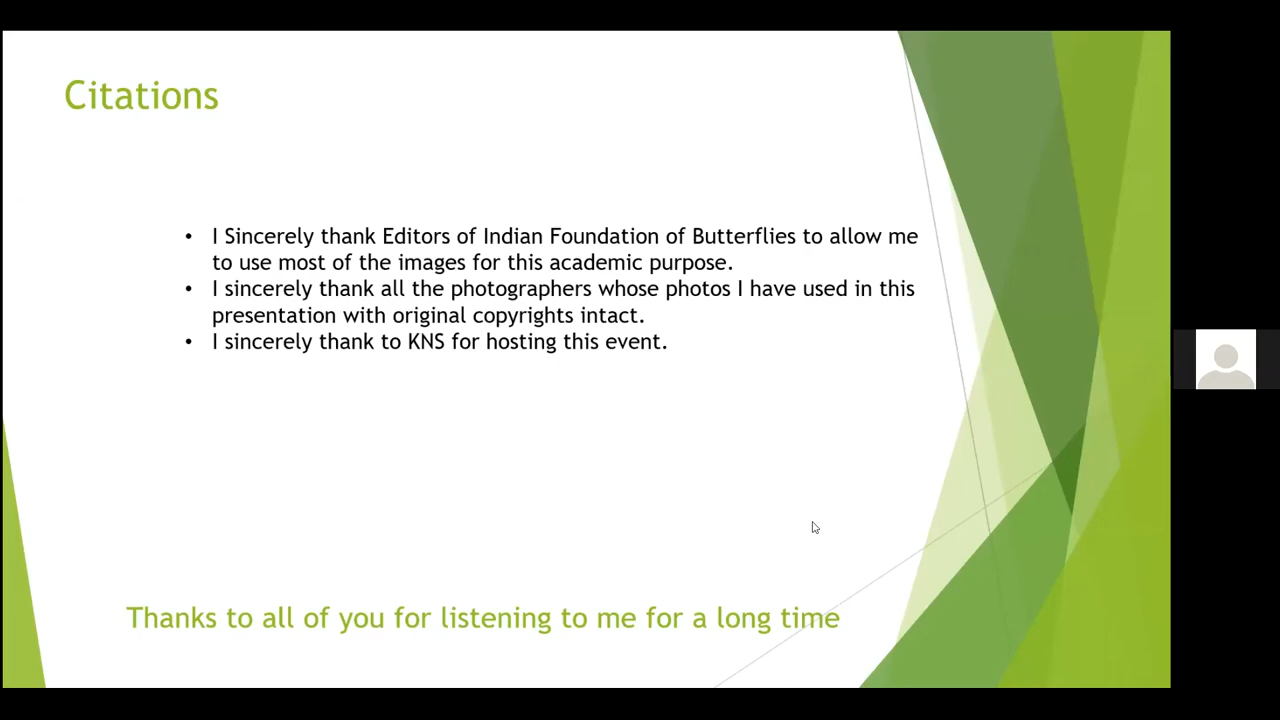 Citations
• I Sincerely thank Editors of Indian Foundation of Butterflies to allow me
to use most of the images for this academic purpose.
• I sincerely thank all the photographers whose photos I have used in this
presentation with original copyrights intact.
• I sincerely thank to KNS for hosting this event.
Thanks to all of you for listening to me for a long time